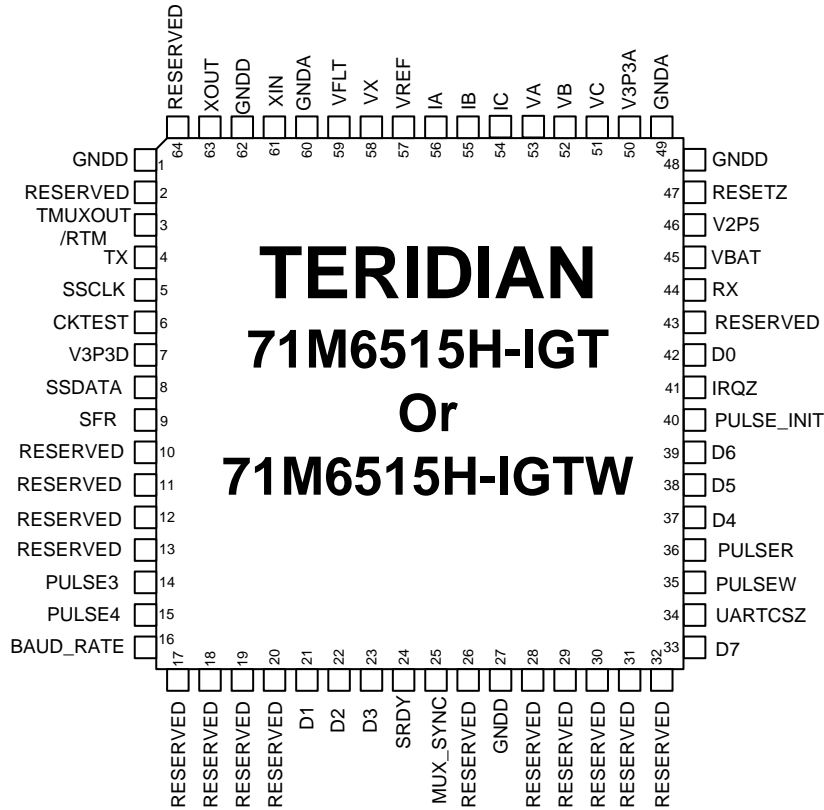 RESERVED
XOUT
GNDD
XIN
GNDA
VFLT
VX
VREF
IA
IB
IC
VA
VB
VC
V3P3A
GNDA
64
63
62
61
60
59
58
57
56
55
54
53
52
51
50
49
GNDD
1
RESERVED
2
TMUXOUT
/RTM
3
TX
4
SSCLK
5
CKTEST
6
V3P3D
7
SSDATA
8
SFR
9
RESERVED
10
RESERVED
11
RESERVED
12
RESERVED
13
PULSE3
14
PULSE4
15
BAUD_RATE
16
TERIDIAN
71M6515H-IGT
Or
71M6515H-IGTW
48
GNDD
47
RESETZ
46
V2P5
45
VBAT
44
RX
43
RESERVED
42
D0
41
IRQZ
40
PULSE_INIT
39
D6
38
D5
37
D4
36
PULSER
35
PULSEW
34
UARTCSZ
33
D7
17
18
19
20
21
22
23
24
25
26
27
28
29
30
31
32
RESERVED
RESERVED
RESERVED
RESERVED
D1
D2
D3
SRDY
MUX_SYNC
RESERVED
GNDD
RESERVED
RESERVED
RESERVED
RESERVED
RESERVED